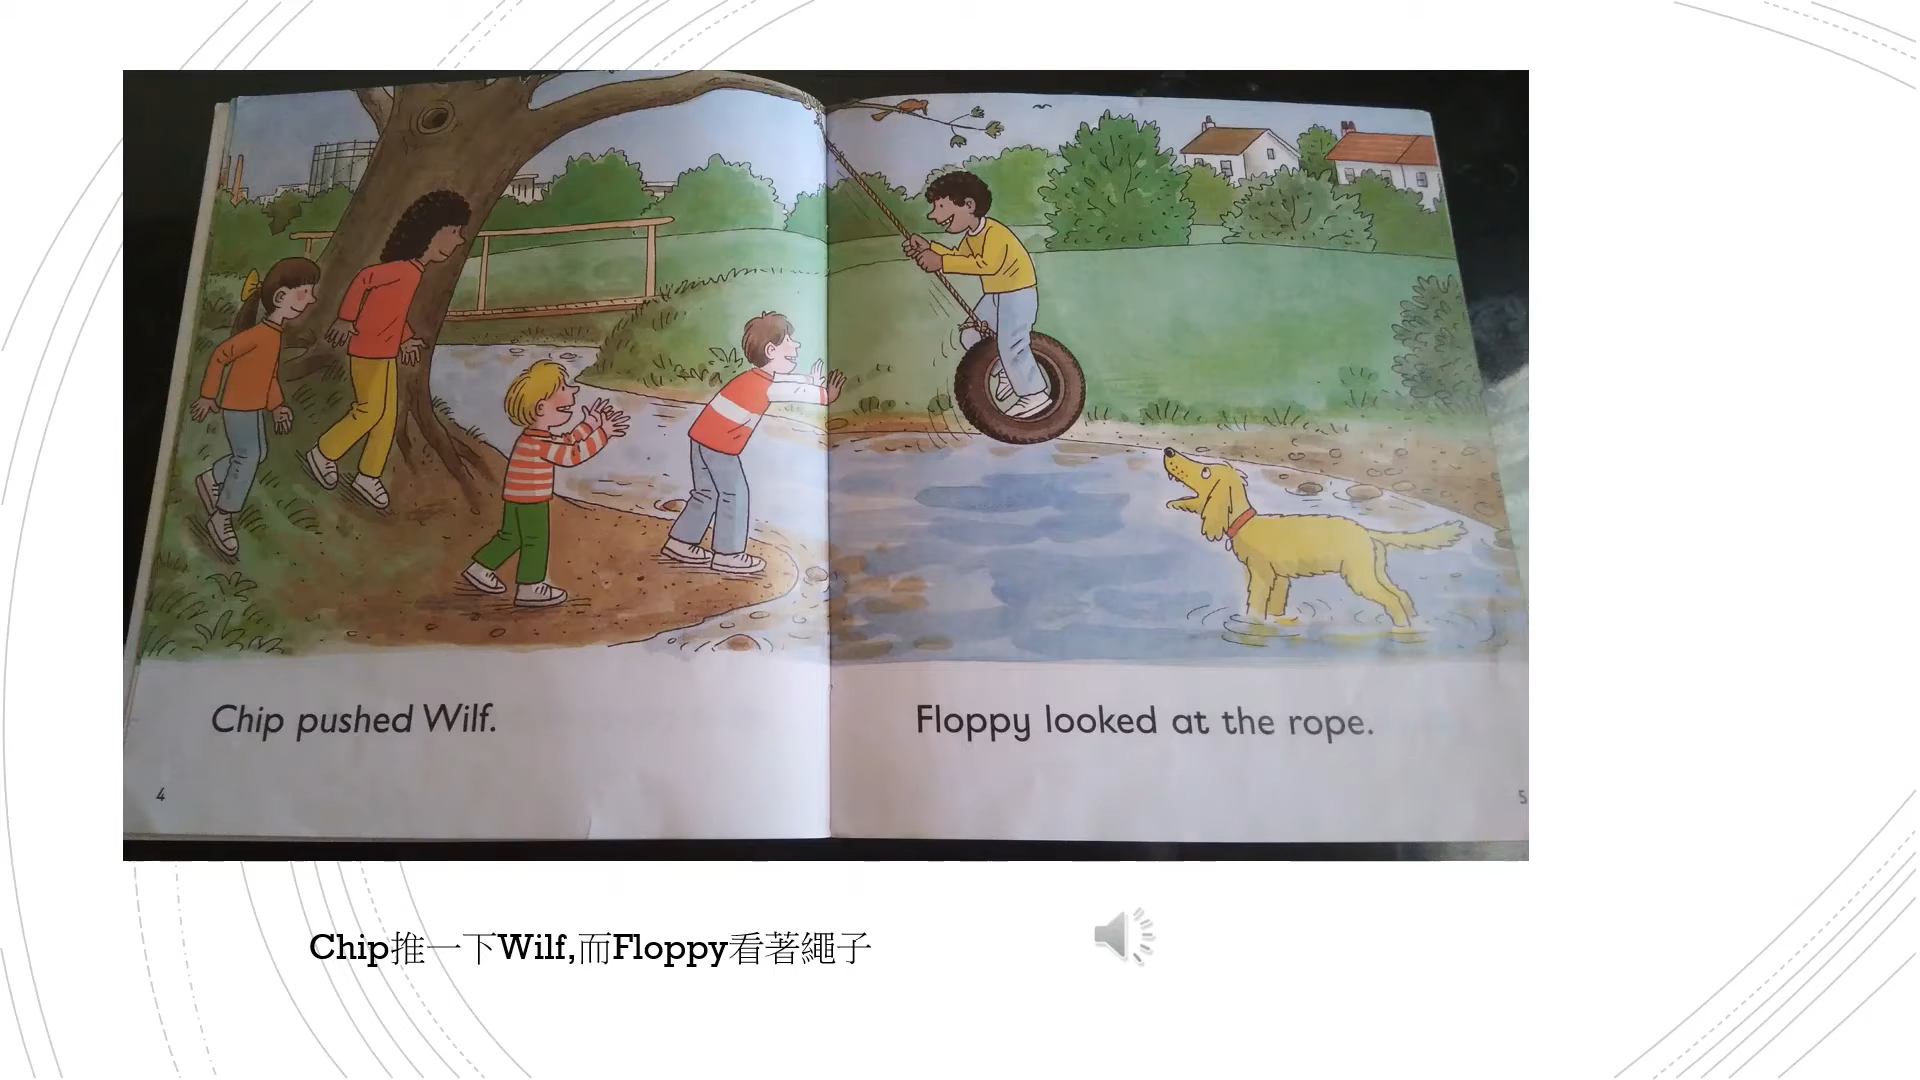 Chip pushed Wilf.
Floppy looked at the rope.
4
5
Chip推一下Wilf,而Floppy看著繩子